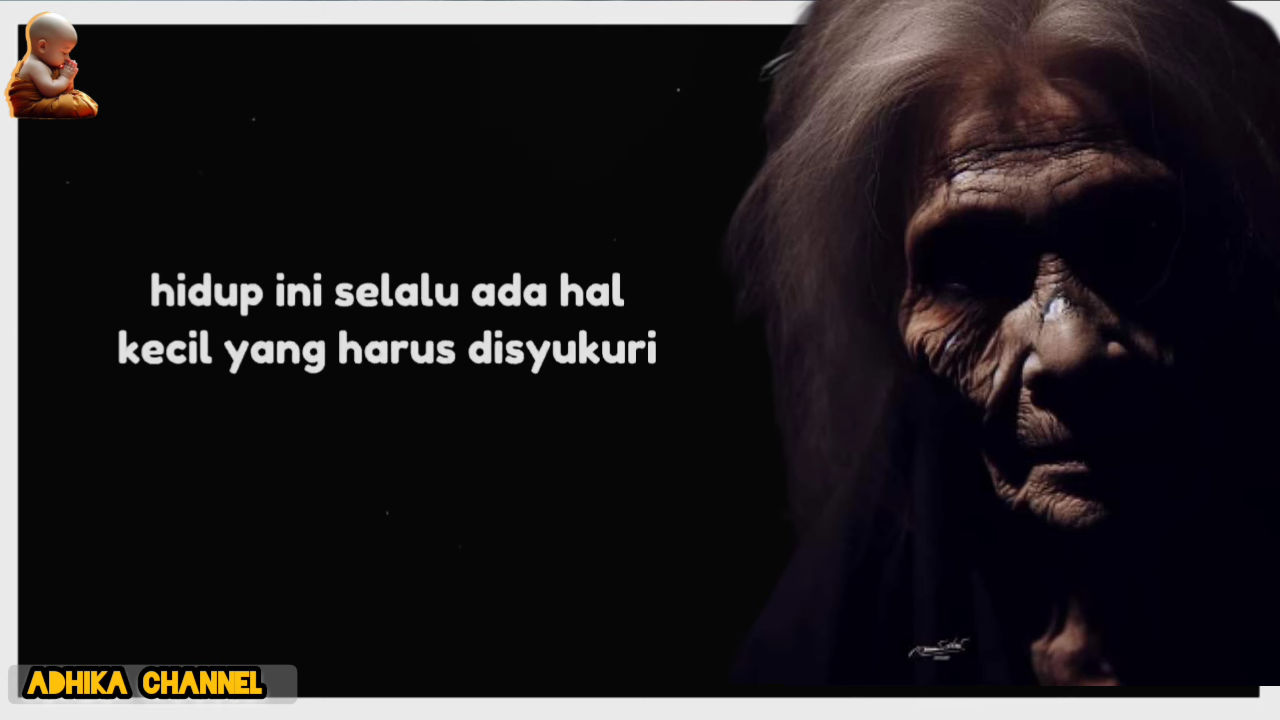 hidup ini selalu ada hal
kecil yang harus disyukuri
ADHIKA CHANNEL